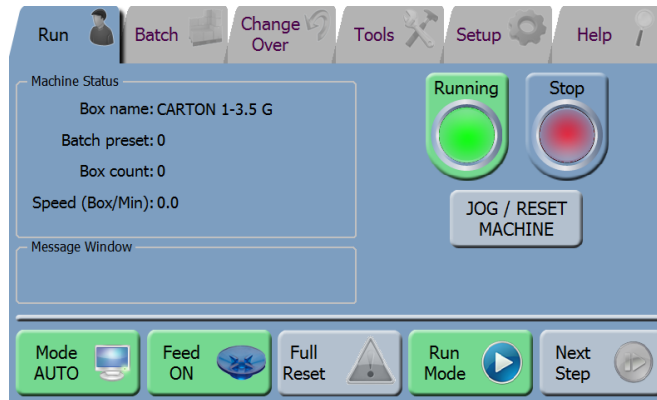 Run
Batch
Change
Over
Tools
Setup
Help
Machine Status
Box name: CARTON 1-3.5 G
Batch preset: 0
Box count: 0
Speed (Box/Min): 0.0
Message Window
Running
Stop
JOG / RESET
MACHINE
Mode
AUTO
Feed
ON
Full
Reset
Run
Mode
Next
Step